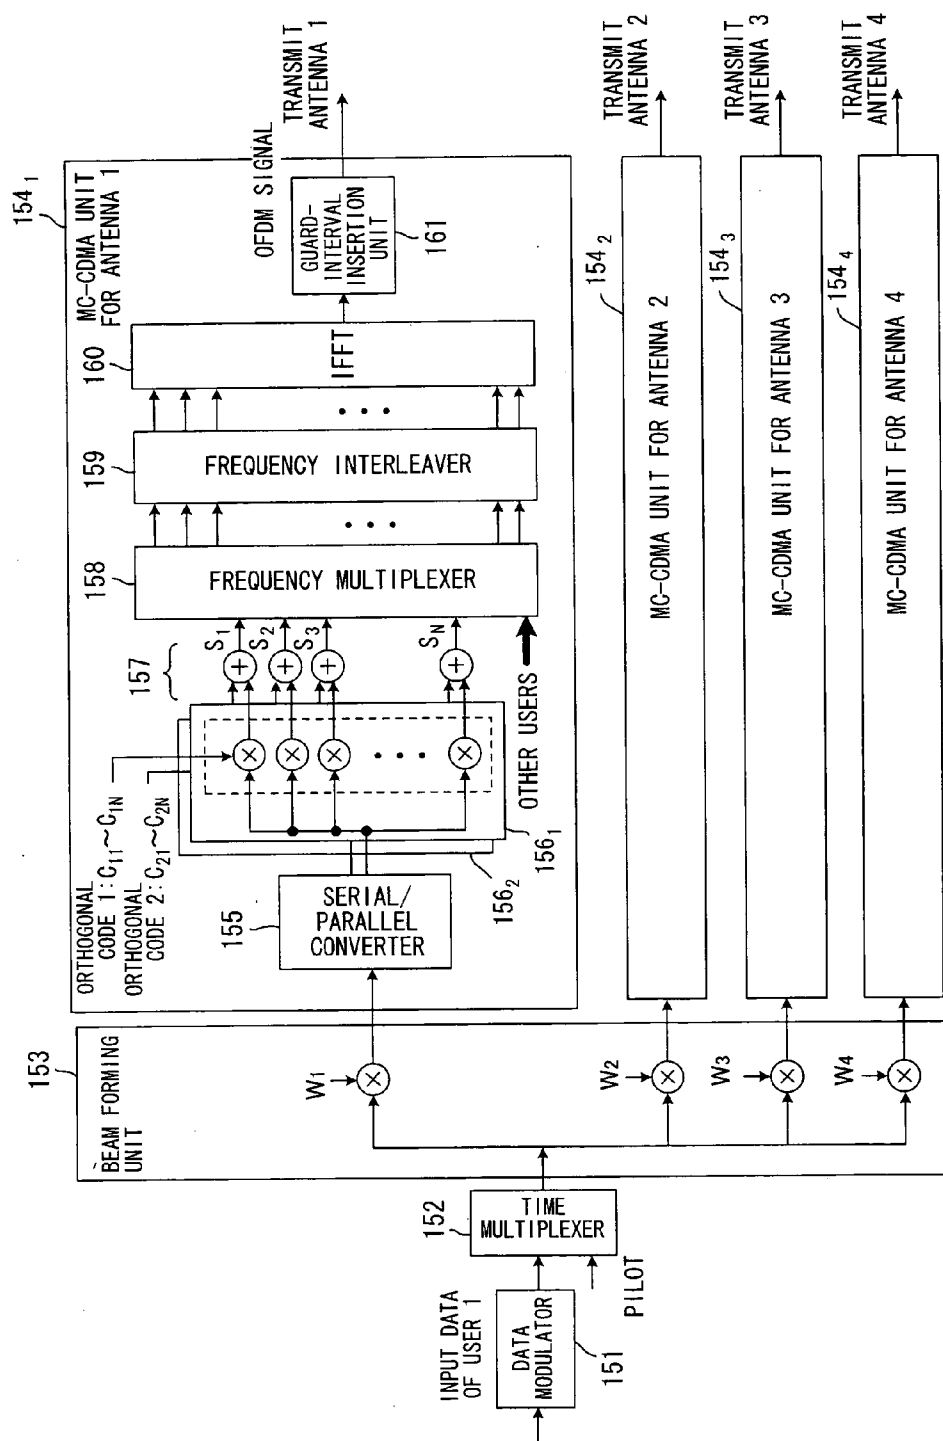 INPUT DATA
OF USER 1
DATA
MODULATOR
151
PILOT
152
TIME
MULTIPLEXER
153
BEAM FORMING
UNIT
W1
W2
W3
W4
154₁
MC-CDMA UNIT
FOR ANTENNA 1
ORTHOGONAL
CODE 1:C11~C1N
ORTHOGONAL
CODE 2:C21~C2N
155
SERIAL/
PARALLEL
CONVERTER
156₁
156₂
157
S1
S2
S3
SN
OTHER USERS
158
FREQUENCY MULTIPLEXER
159
FREQUENCY INTERLEAVER
160
IFFT
OFDM SIGNAL
GUARD-
INTERVAL
INSERTION
UNIT
161
TRANSMIT
ANTENNA 1
154₂
MC-CDMA UNIT FOR ANTENNA 2
TRANSMIT
ANTENNA 2
154₃
MC-CDMA UNIT FOR ANTENNA 3
TRANSMIT
ANTENNA 3
154₄
MC-CDMA UNIT FOR ANTENNA 4
TRANSMIT
ANTENNA 4